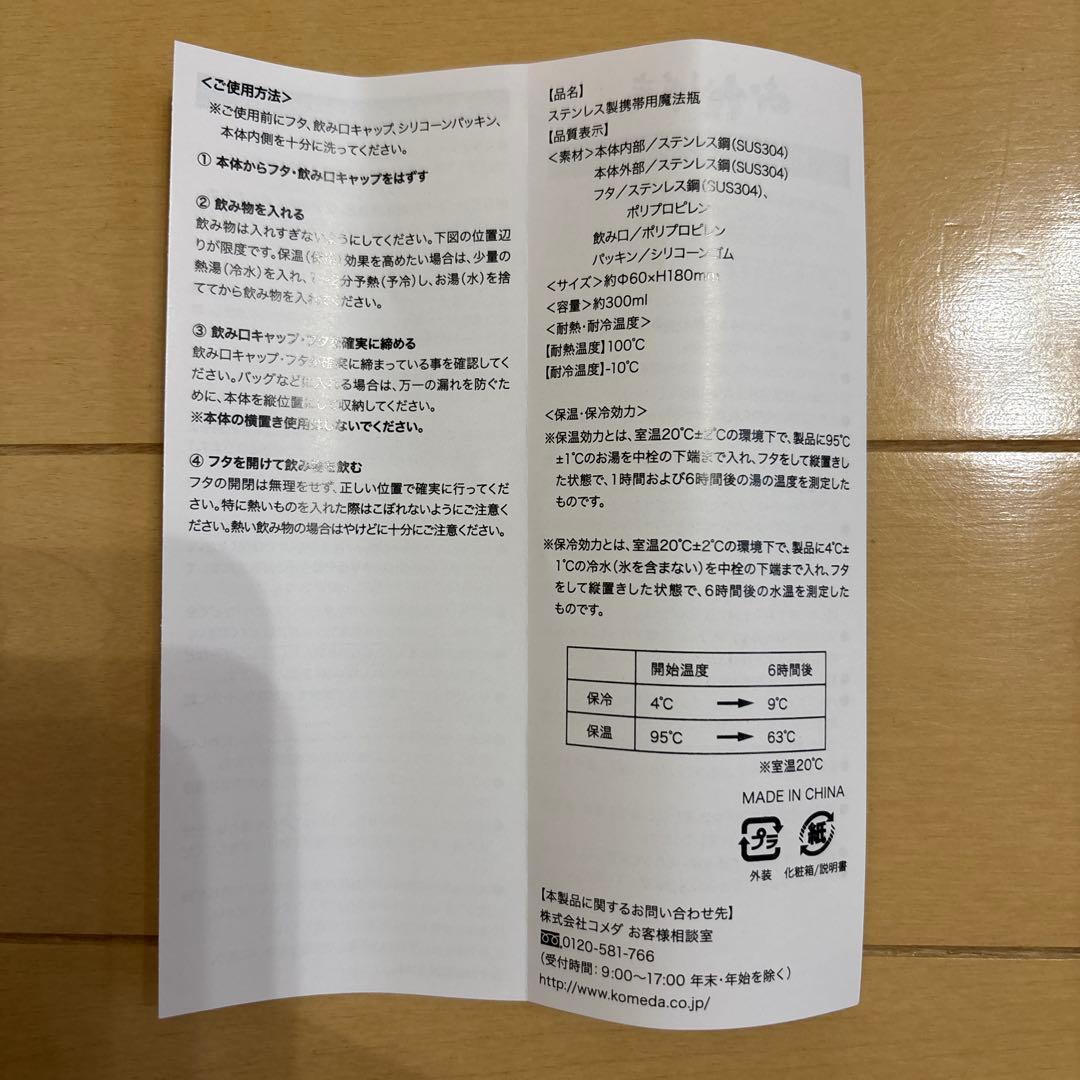 ＜ご使用方法＞
※ご使用前にフタ、飲み口キャップ、シリコーンパッキン、
本体内側を十分に洗ってください。
① 本体からフタ・飲み口キャップをはずす
② 飲み物を入れる
飲み物は入れすぎないようにしてください。下図の位置辺
りが限度です。保温(保冷)効果を高めたい場合は、少量の
熱湯(冷水)を入れ、分予熱(予冷)し、お湯(水)を捨
ててから飲み物を入れてください。
③ 飲み口キャップ・フタを確実に締める
飲み口キャップ・フタが確実に締まっている事を確認してく
ださい。バッグなどに入れる場合は、万一の漏れを防ぐた
めに、本体を縦位置にして収納してください。
※本体の横置き使用はしないでください。
④ フタを開けて飲み物を飲む
フタの開閉は無理をせず、正しい位置で確実に行ってくだ
さい。特に熱いものを入れた際はこぼれないようにご注意く
ださい。熱い飲み物の場合はやけどに十分にご注意ください。
【品名】
ステンレス製携帯用魔法瓶
【品質表示】
＜素材＞本体内部／ステンレス鋼(SUS304)
本体外部／ステンレス鋼(SUS304)
フタ／ステンレス鋼(SUS304)、
ポリプロピレン
飲み口／ポリプロピレン
パッキン／シリコーンゴム
＜サイズ＞約Φ60×H180mm
＜容量＞約300ml
＜耐熱・耐冷温度＞
【耐熱温度】100℃
【耐冷温度】-10℃
＜保温・保冷効力＞
※保温効力とは、室温20℃±2℃の環境下で、製品に95℃
±1℃のお湯を中栓の下端まで入れ、フタをして縦置きし
た状態で、1時間および6時間後の湯の温度を測定した
ものです。
※保冷効力とは、室温20℃±2℃の環境下で、製品に4℃±
1℃の冷水(氷を含まない)を中栓の下端まで入れ、フタ
をして縦置きした状態で、6時間後の水温を測定した
ものです。
開始温度 6時間後
保冷 4℃ → 9℃
保温 95℃ → 63℃
※室温20℃
MADE IN CHINA
プラ 紙
外装 化粧箱/説明書
【本製品に関するお問い合わせ先】
株式会社コメダ お客様相談室
0120-581-766
(受付時間：9:00〜17:00 年末・年始を除く)
http://www.komeda.co.jp/